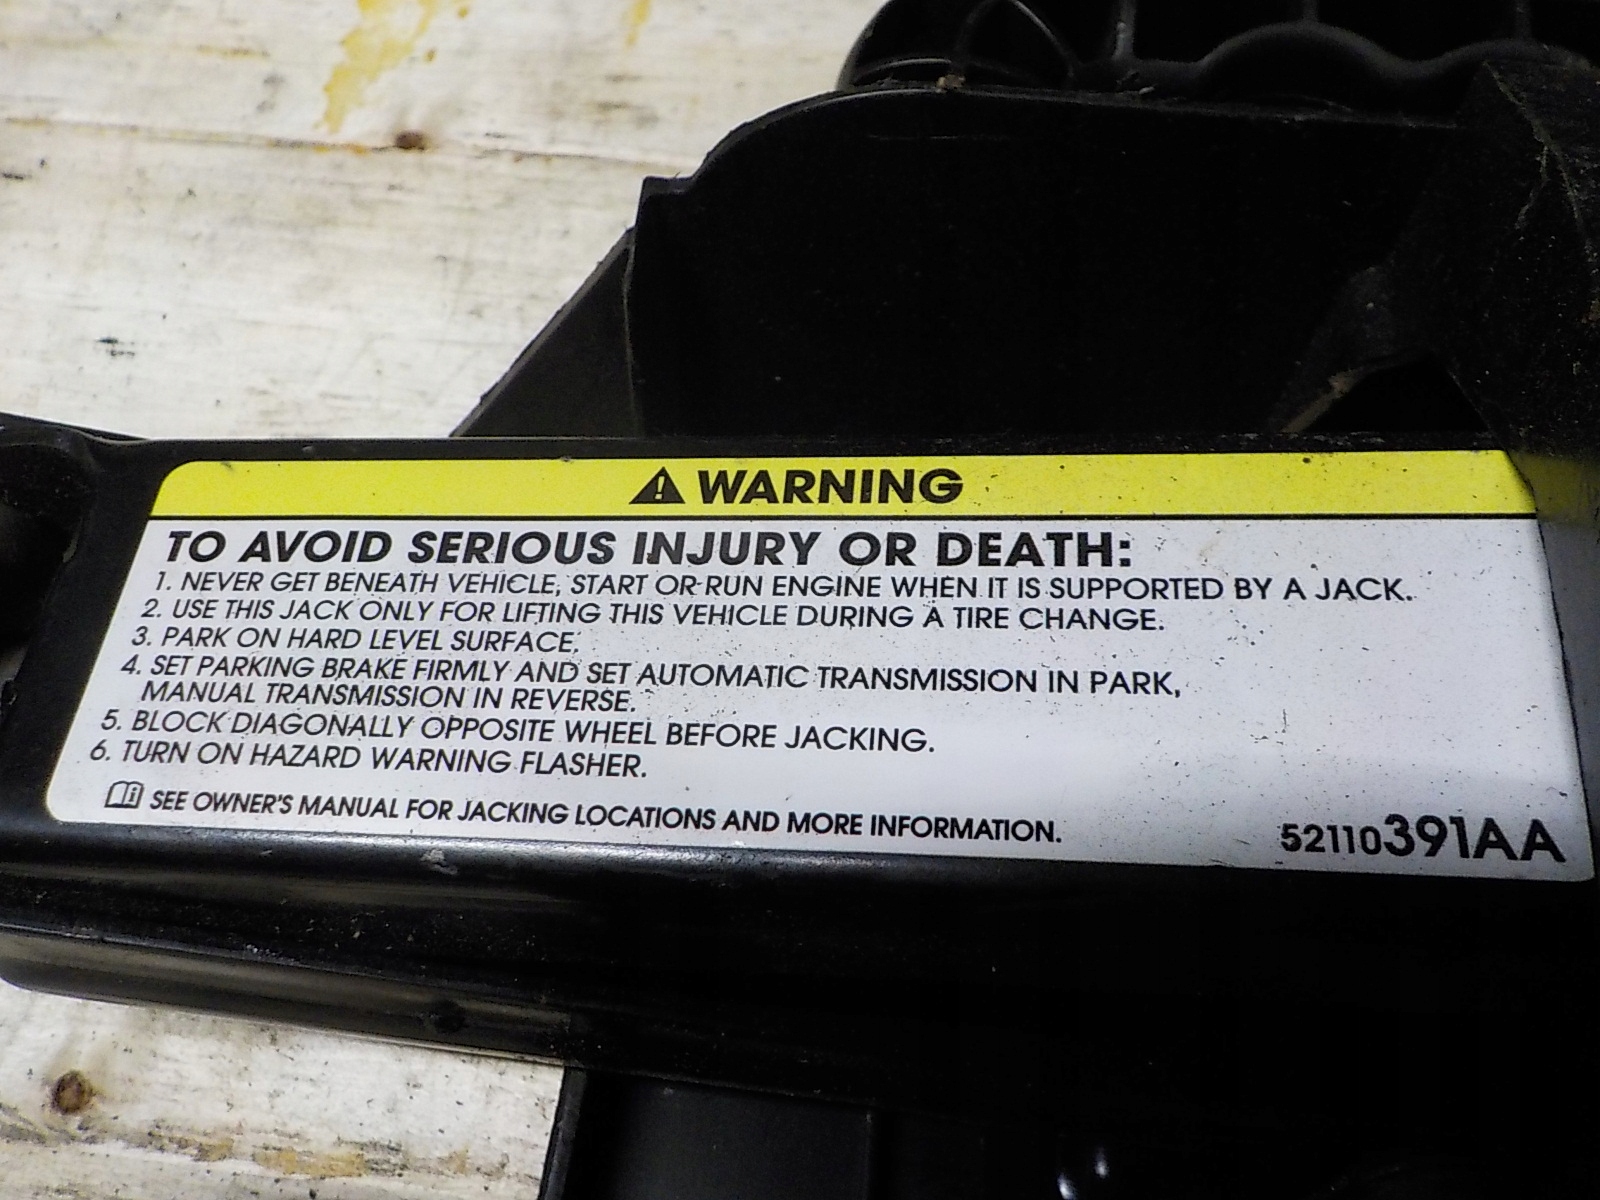 WARNING
TO AVOID SERIOUS INJURY OR DEATH:
1. NEVER GET BENEATH VEHICLE, START OR RUN ENGINE WHEN IT IS SUPPORTED BY A JACK.
2. USE THIS JACK ONLY FOR LIFTING THIS VEHICLE DURING A TIRE CHANGE.
3. PARK ON HARD LEVEL SURFACE.
4. SET PARKING BRAKE FIRMLY AND SET AUTOMATIC TRANSMISSION IN PARK,
MANUAL TRANSMISSION IN REVERSE.
5. BLOCK DIAGONALLY OPPOSITE WHEEL BEFORE JACKING.
6. TURN ON HAZARD WARNING FLASHER.
SEE OWNER'S MANUAL FOR JACKING LOCATIONS AND MORE INFORMATION.
52110391AA